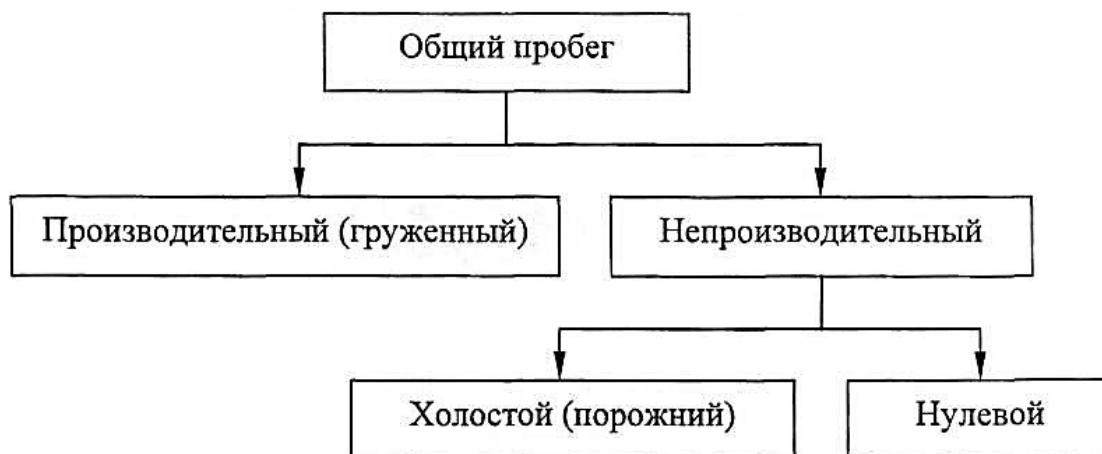 Общий пробег
Производительный (груженный)
Непроизводительный
Холостой (порожний)
Нулевой